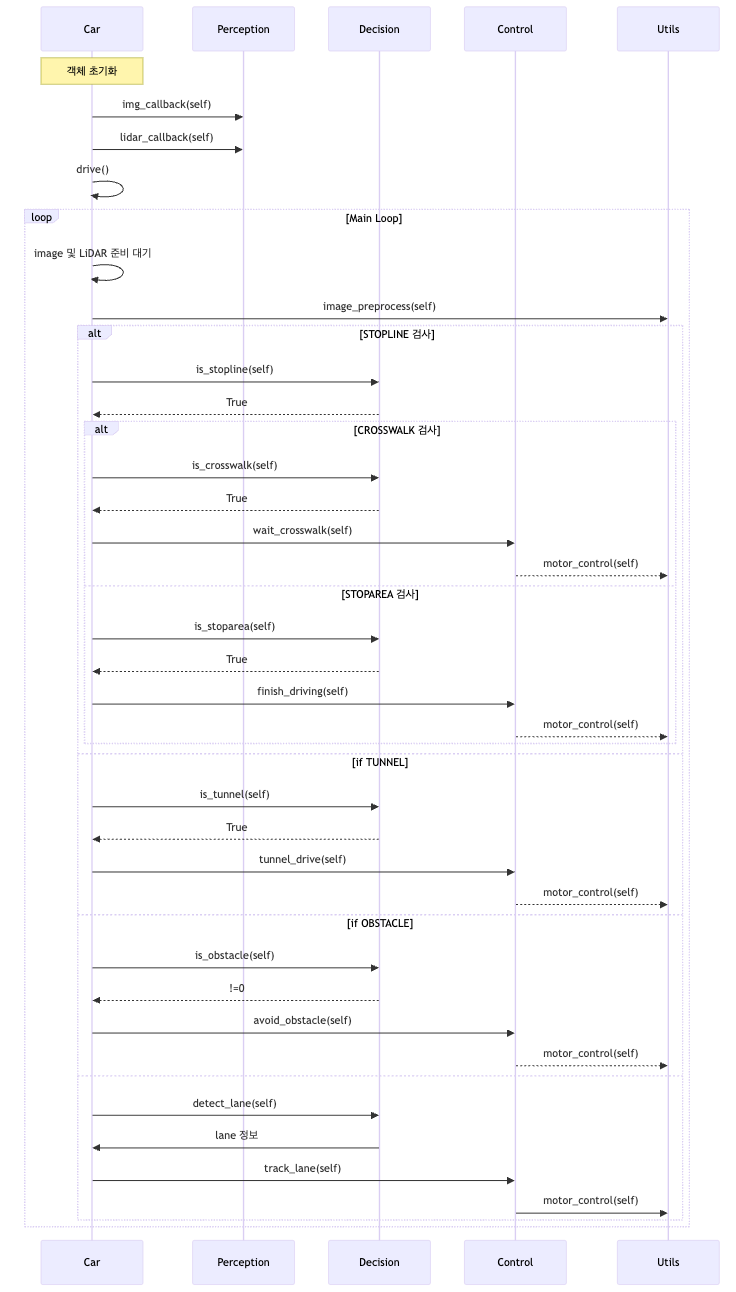 Car Perception Decision Control Utils
객체 초기화
img_callback(self)
lidar_callback(self)
drive()
loop [Main Loop]
image 및 LiDAR 준비 대기
image_preprocess(self)
alt [STOPLINE 검사]
is_stopline(self)
True
alt [CROSSWALK 검사]
is_crosswalk(self)
True
wait_crosswalk(self)
motor_control(self)
[STOPAREA 검사]
is_stoparea(self)
True
finish_driving(self)
motor_control(self)
[if TUNNEL]
is_tunnel(self)
True
tunnel_drive(self)
motor_control(self)
[if OBSTACLE]
is_obstacle(self)
!=0
avoid_obstacle(self)
motor_control(self)
detect_lane(self)
lane 정보
track_lane(self)
motor_control(self)
Car Perception Decision Control Utils